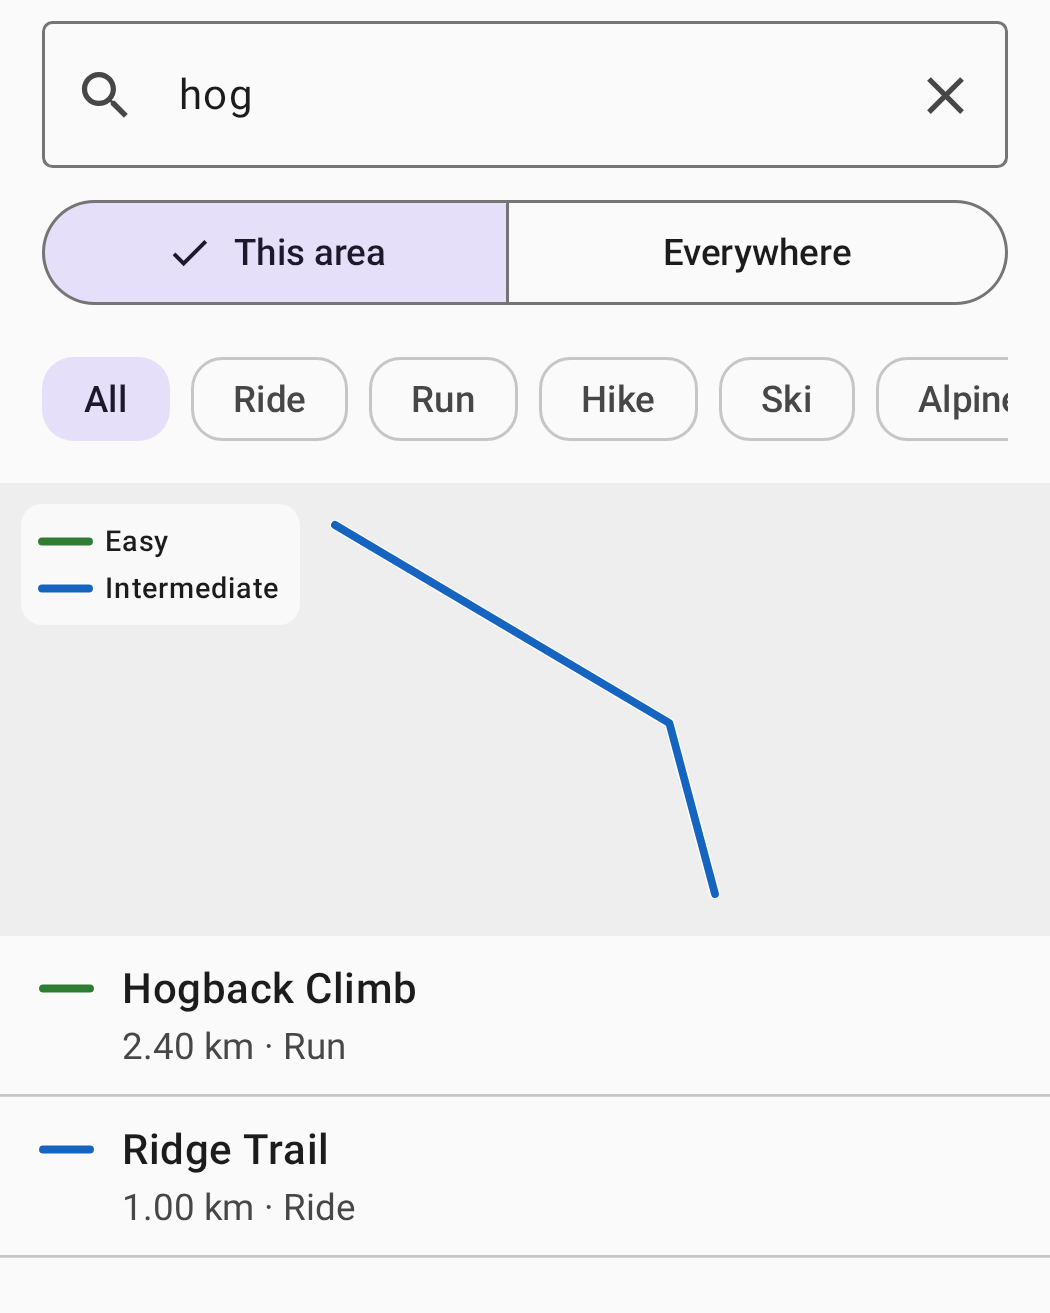 hog
This area
Everywhere
All
Ride
Run
Hike
Ski
Alpine
Easy
Intermediate
Hogback Climb
2.40 km · Run
Ridge Trail
1.00 km · Ride